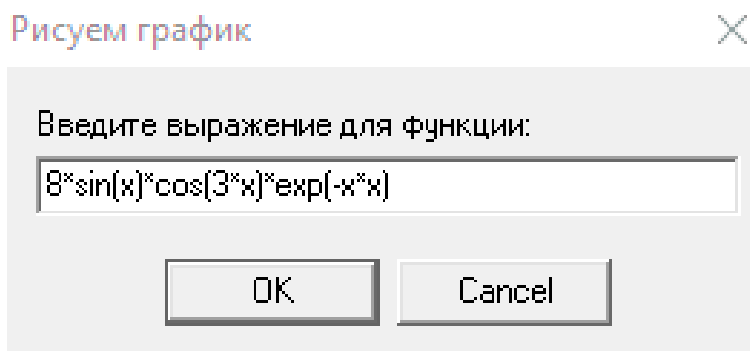 Рисуем график
Введите выражение для функции:
8*sin(x)*cos(3*x)*exp(-x*x)
OK
Cancel